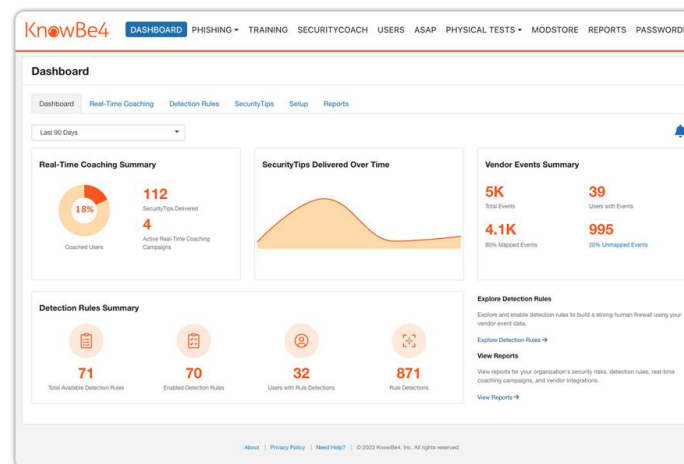 KnowBe4
DASHBOARD PHISHING TRAINING SECURITYCOACH USERS ASAP PHYSICAL TESTS MODSTORE REPORTS PASSWORD
Dashboard
Dashboard Real-Time Coaching Detection Rules SecurityTips Setup Reports
Last 90 Days
Real-Time Coaching Summary
18%
Coached Users
112
SecurityTips Delivered
4
Active Real-Time Coaching
Campaigns
SecurityTips Delivered Over Time
Vendor Events Summary
5K
Total Events
39
Users with Events
4.1K
80% Mapped Events
995
20% Unmapped Events
Detection Rules Summary
71
Total Available Detection Rules
70
Enabled Detection Rules
32
Users with Rule Detections
871
Rule Detections
Explore Detection Rules
Explore and enable detection rules to build a strong human firewall using your
vendor event data.
Explore Detection Rules →
View Reports
View reports for your organization's security risks, detection rules, real-time
coaching campaigns, and vendor integrations.
View Reports →
About | Privacy Policy | Need Help? | © 2023 KnowBe4, Inc. All rights reserved